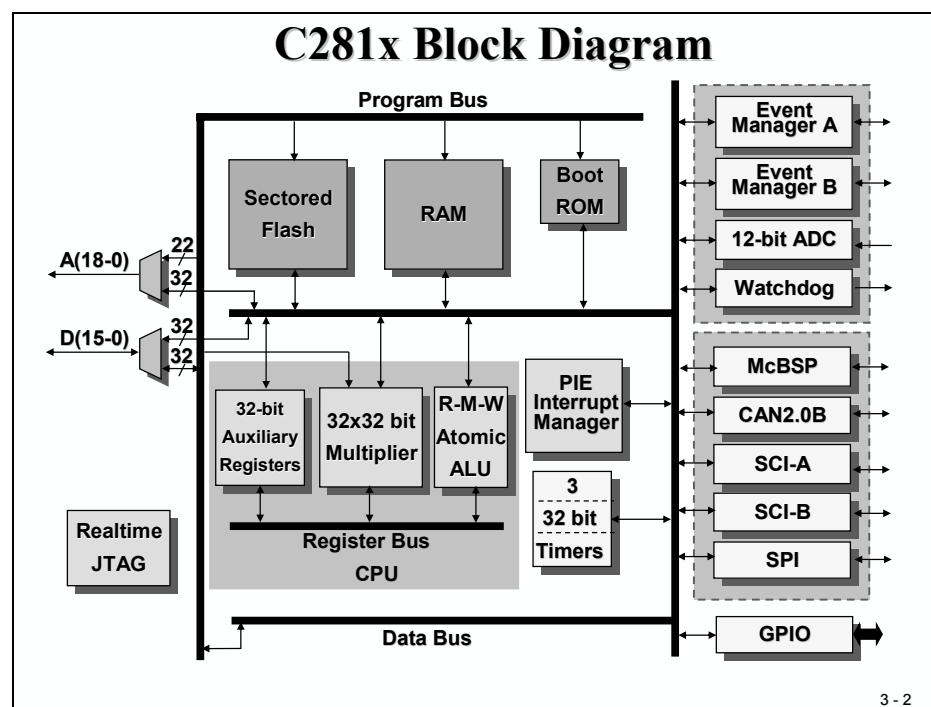 C281x Block Diagram
Program Bus
Sectored
Flash
RAM
Boot
ROM
A(18-0)
22
32
D(15-0)
32
32
32-bit
Auxiliary
Registers
32x32 bit
Multiplier
R-M-W
Atomic
ALU
PIE
Interrupt
Manager
3
32 bit
Timers
Register Bus
CPU
Realtime
JTAG
Data Bus
Event
Manager A
Event
Manager B
12-bit ADC
Watchdog
McBSP
CAN2.0B
SCI-A
SCI-B
SPI
GPIO
3 - 2